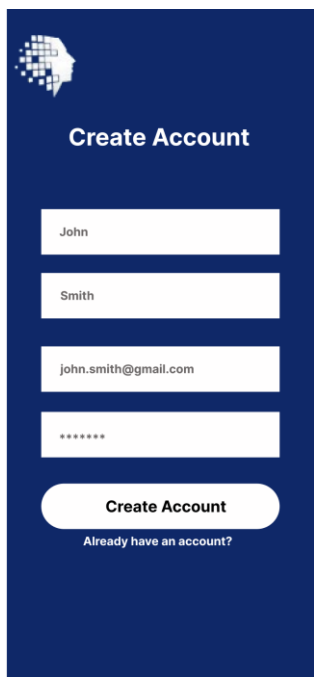 Create Account
John
Smith
john.smith@gmail.com
*******
Create Account
Already have an account?